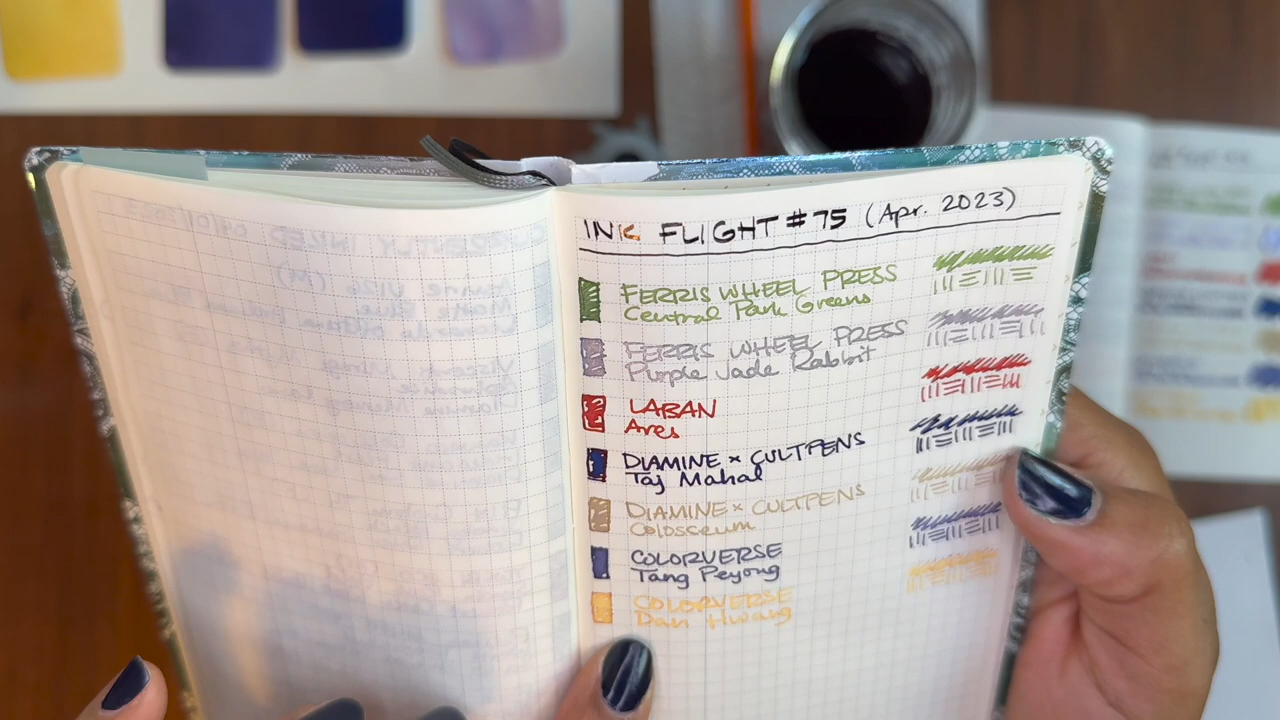 INK FLIGHT #75 (Apr. 2023)
FERRIS WHEEL PRESS
Central Park Greens
FERRIS WHEEL PRESS
Purple Jade Rabbit
LABAN
Ares
DIAMINE × CULTPENS
Taj Mahal
DIAMINE × CULTPENS
Colosseum
COLORVERSE
Tang Peyong
COLORVERSE
Dan Hwang